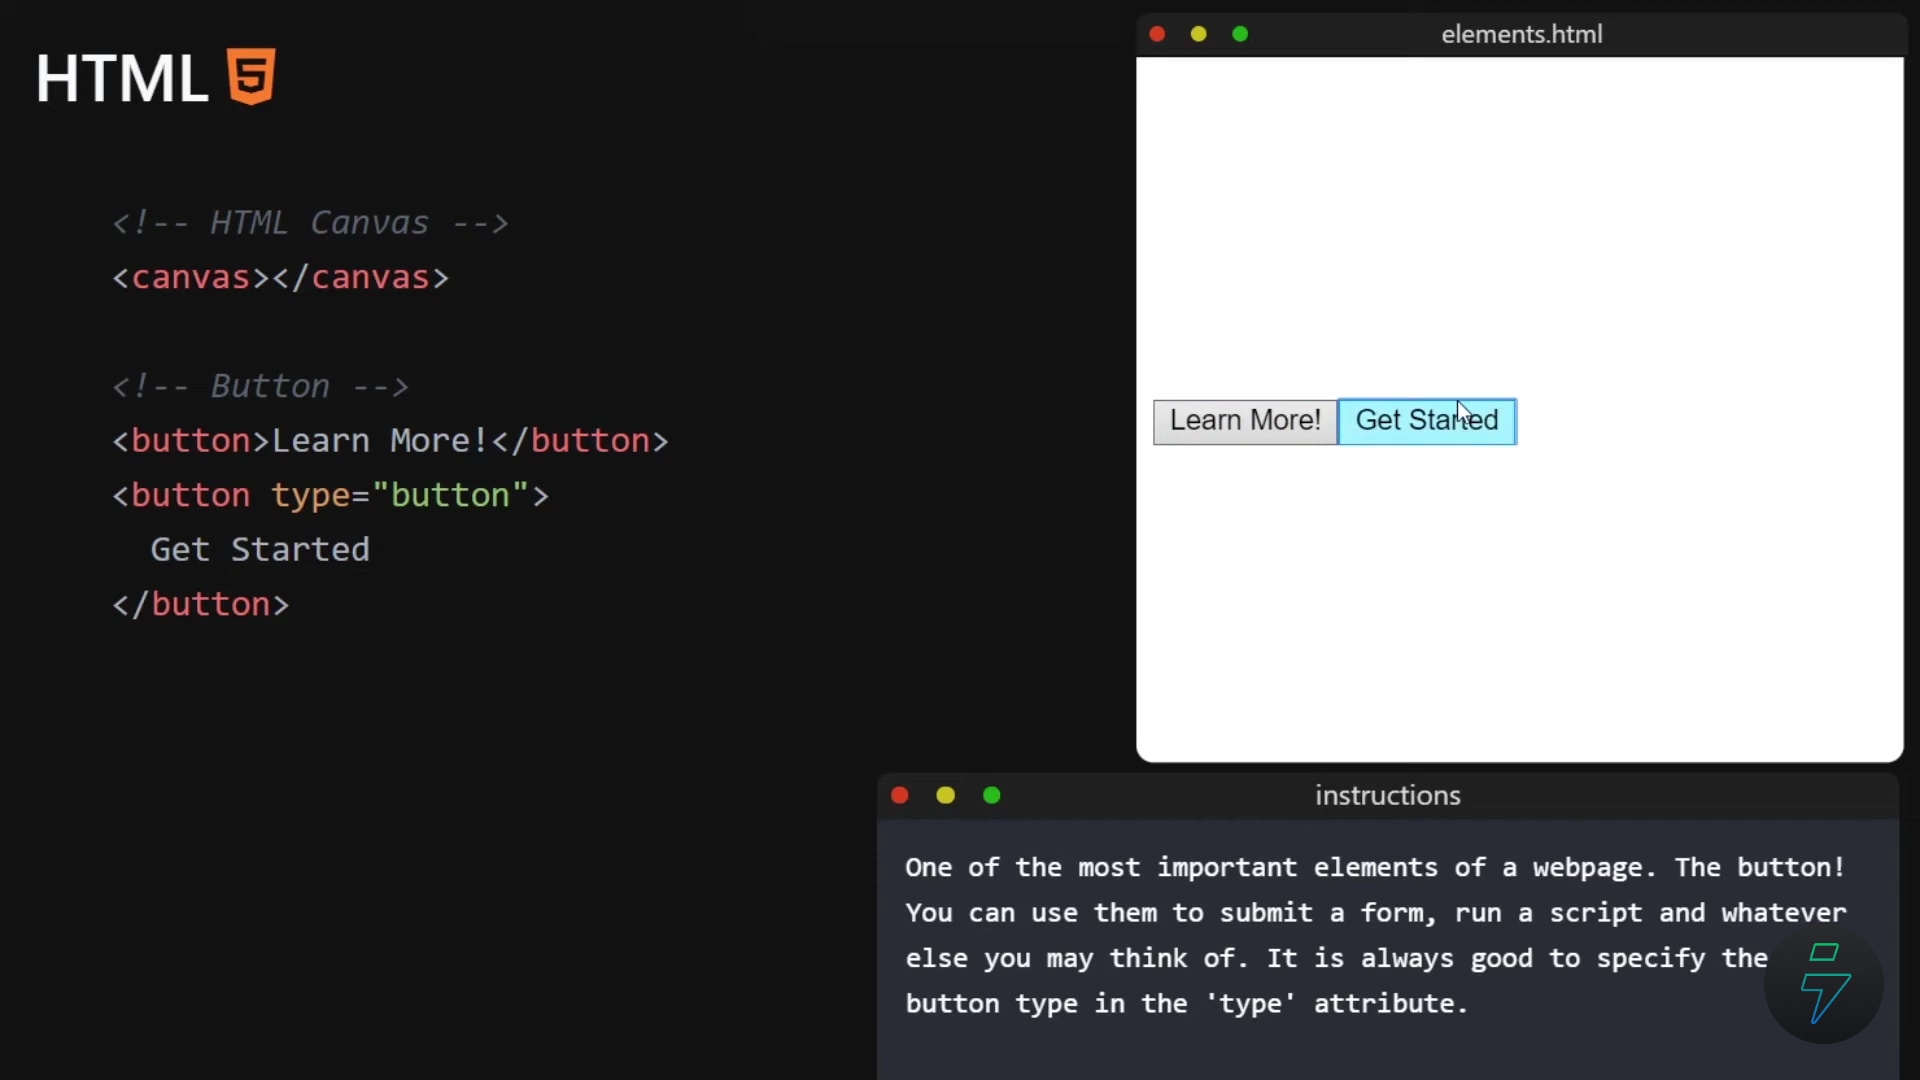 HTML 5
<!-- HTML Canvas -->
<canvas></canvas>
<!-- Button -->
<button>Learn More!</button>
<button type="button">
  Get Started
</button>
elements.html
Learn More! Get Started
instructions
One of the most important elements of a webpage. The button!
You can use them to submit a form, run a script and whatever
else you may think of. It is always good to specify the
button type in the 'type' attribute.